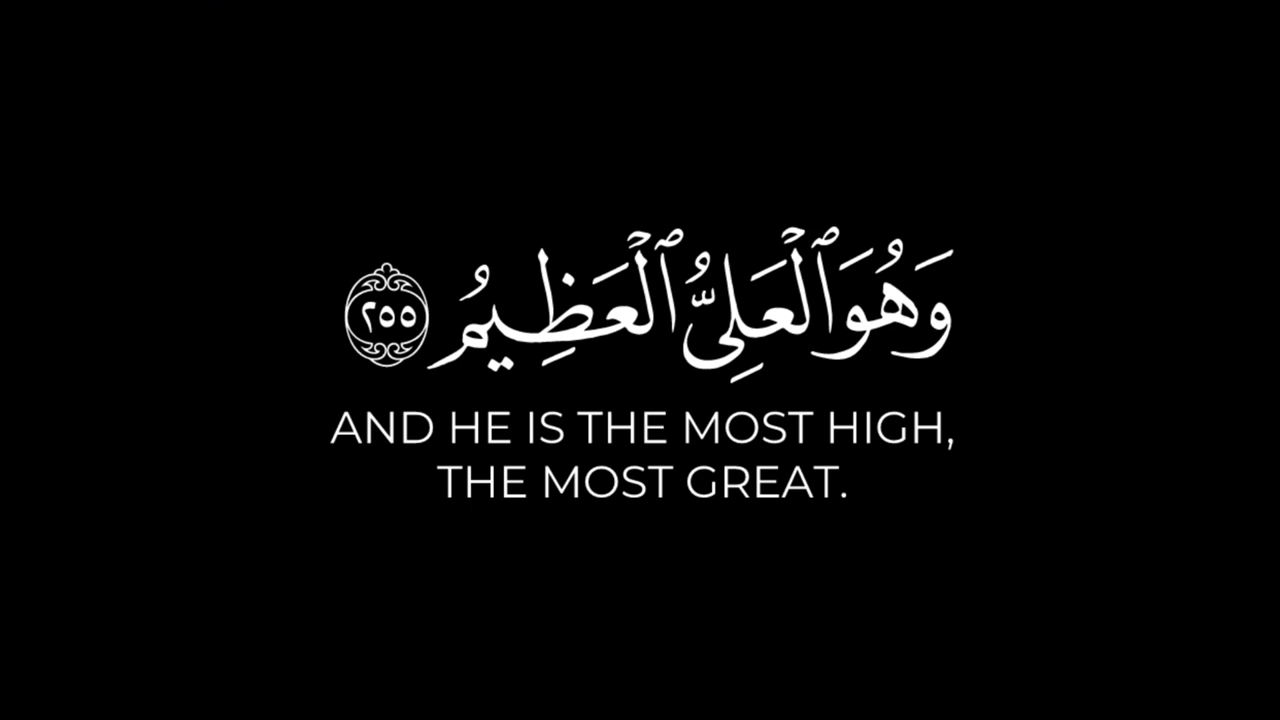 وَهُوَ ٱلْعَلِىُّ ٱلْعَظِيمُ ٢٥٥
AND HE IS THE MOST HIGH,
THE MOST GREAT.